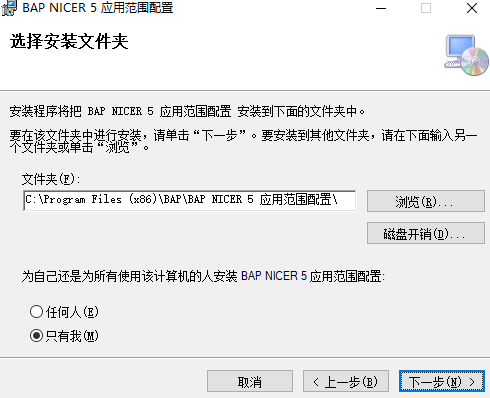 BAP NICER 5 应用范围配置
选择安装文件夹
安装程序将把 BAP NICER 5 应用范围配置 安装到下面的文件夹中。
要在该文件夹中进行安装，请单击“下一步”。要安装到其他文件夹，请在下面输入另一
个文件夹或单击“浏览”。
文件夹(F):
C:\Program Files (x86)\BAP\BAP NICER 5 应用范围配置\
浏览(R)...
磁盘开销(D)...
为自己还是为所有使用该计算机的人安装 BAP NICER 5 应用范围配置:
任何人(E)
只有我(M)
取消
< 上一步(B)
下一步(N) >